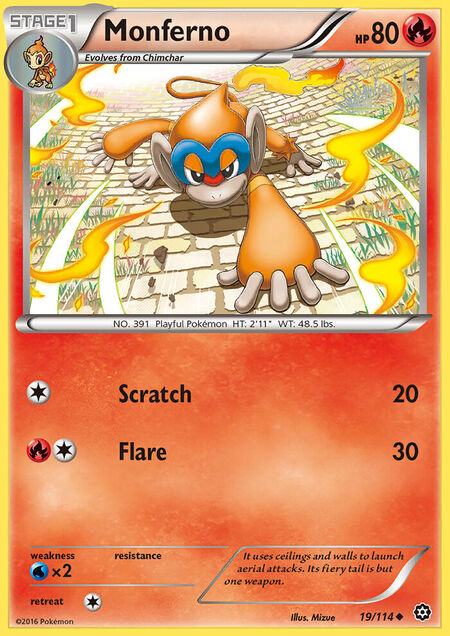 STAGE1
Monferno
HP 80
Evolves from Chimchar
NO. 391 Playful Pokémon HT: 2'11" WT: 48.5 lbs.
Scratch 20
Flare 30
weakness resistance
×2
retreat
It uses ceilings and walls to launch
aerial attacks. Its fiery tail is but
one weapon.
©2016 Pokémon
Illus. Mizue 19/114